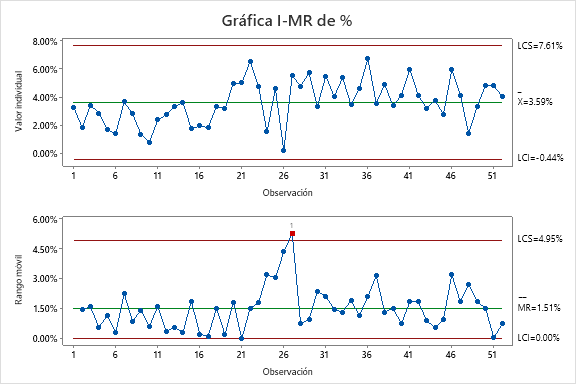 Gráfica I-MR de %
8.00%
6.00%
4.00%
2.00%
0.00%
Valor individual
LCS=7.61%
_
X=3.59%
LCI=-0.44%
1 6 11 16 21 26 31 36 41 46 51
Observación
6.00%
4.50%
3.00%
1.50%
0.00%
Rango movil
1
LCS=4.95%
__
MR=1.51%
LCI=0.00%
1 6 11 16 21 26 31 36 41 46 51
Observación